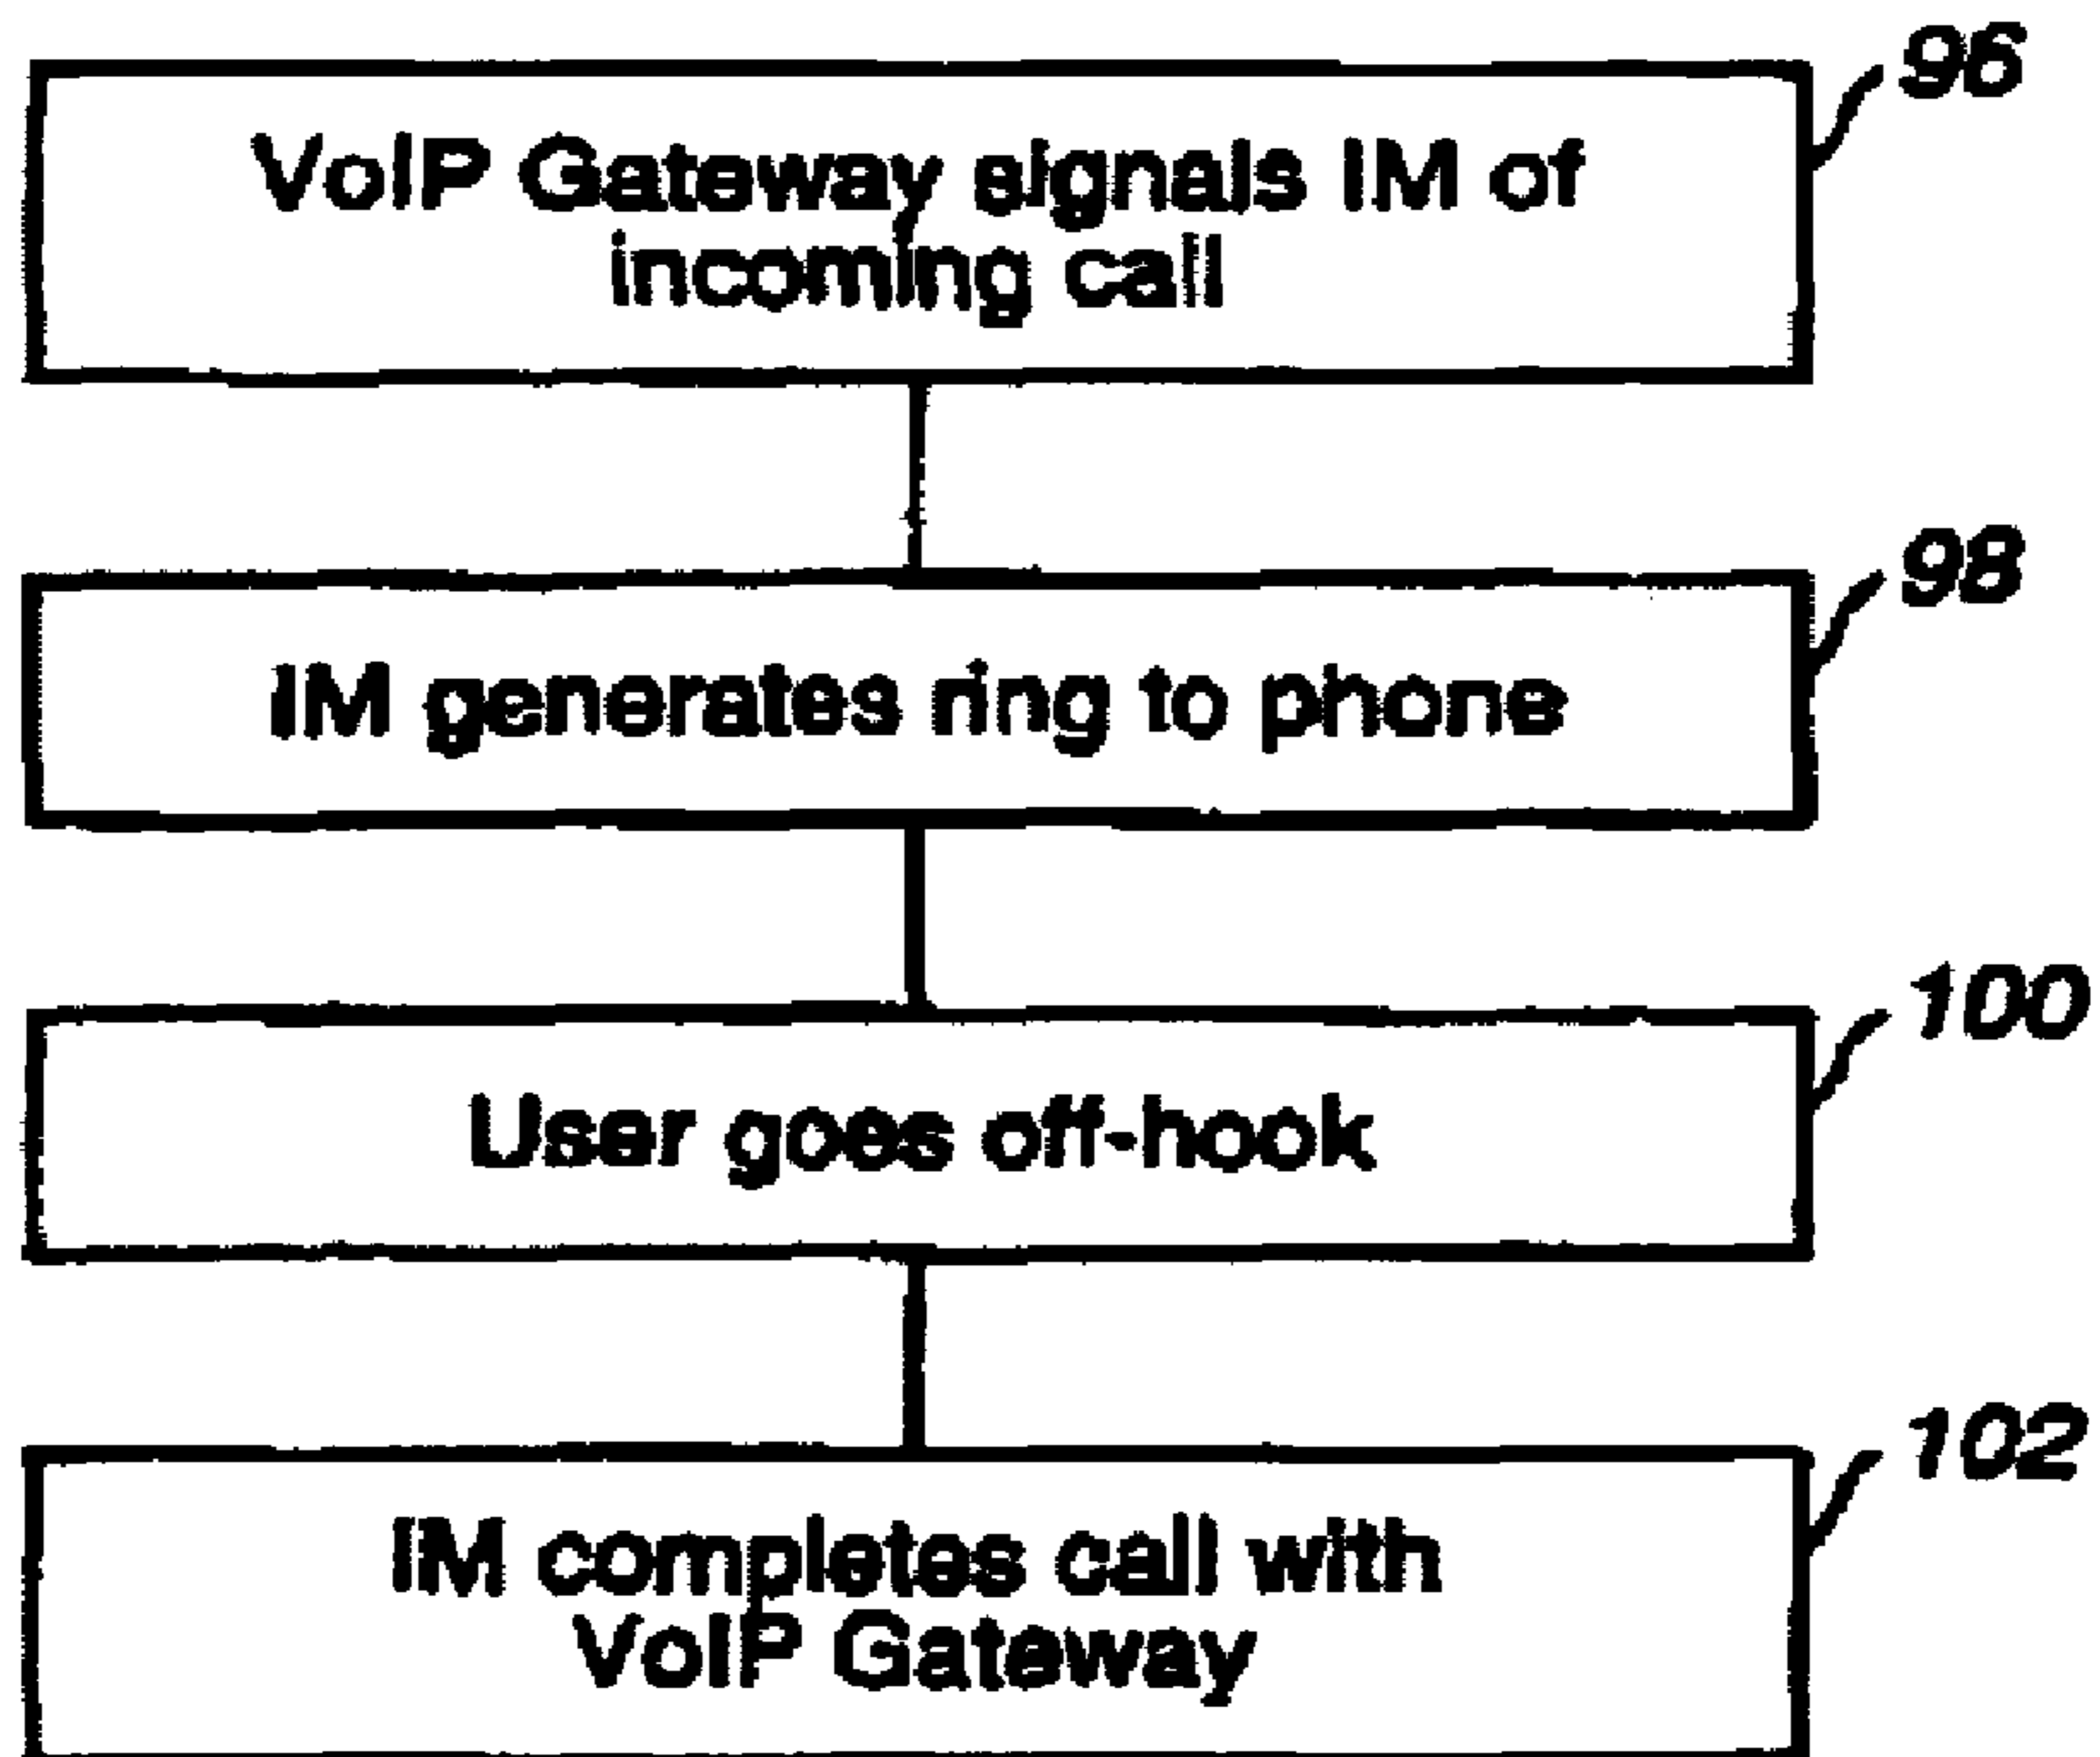 96
VoIP Gateway signals IM of
incoming call
98
IM generates ring to phone
100
User goes off-hook
102
IM completes call with
VoIP Gateway